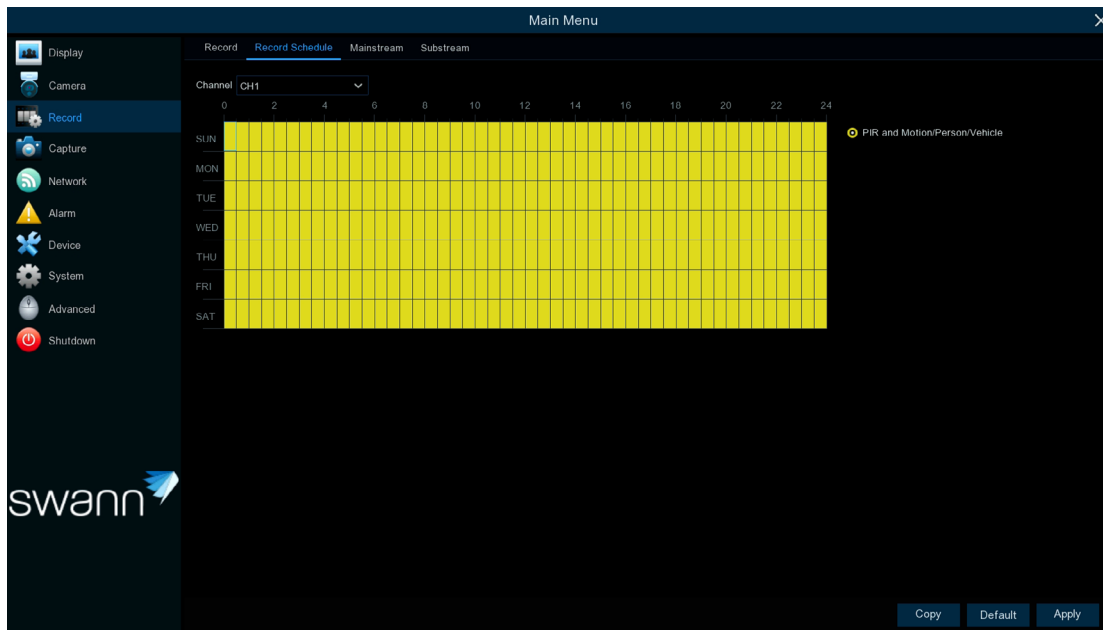 Main Menu
Display
Camera
Record
Capture
Network
Alarm
Device
System
Advanced
Shutdown
swann
Record Record Schedule Mainstream Substream
Channel CH1
0 2 4 6 8 10 12 14 16 18 20 22 24
SUN
MON
TUE
WED
THU
FRI
SAT
PIR and Motion/Person/Vehicle
Copy Default Apply